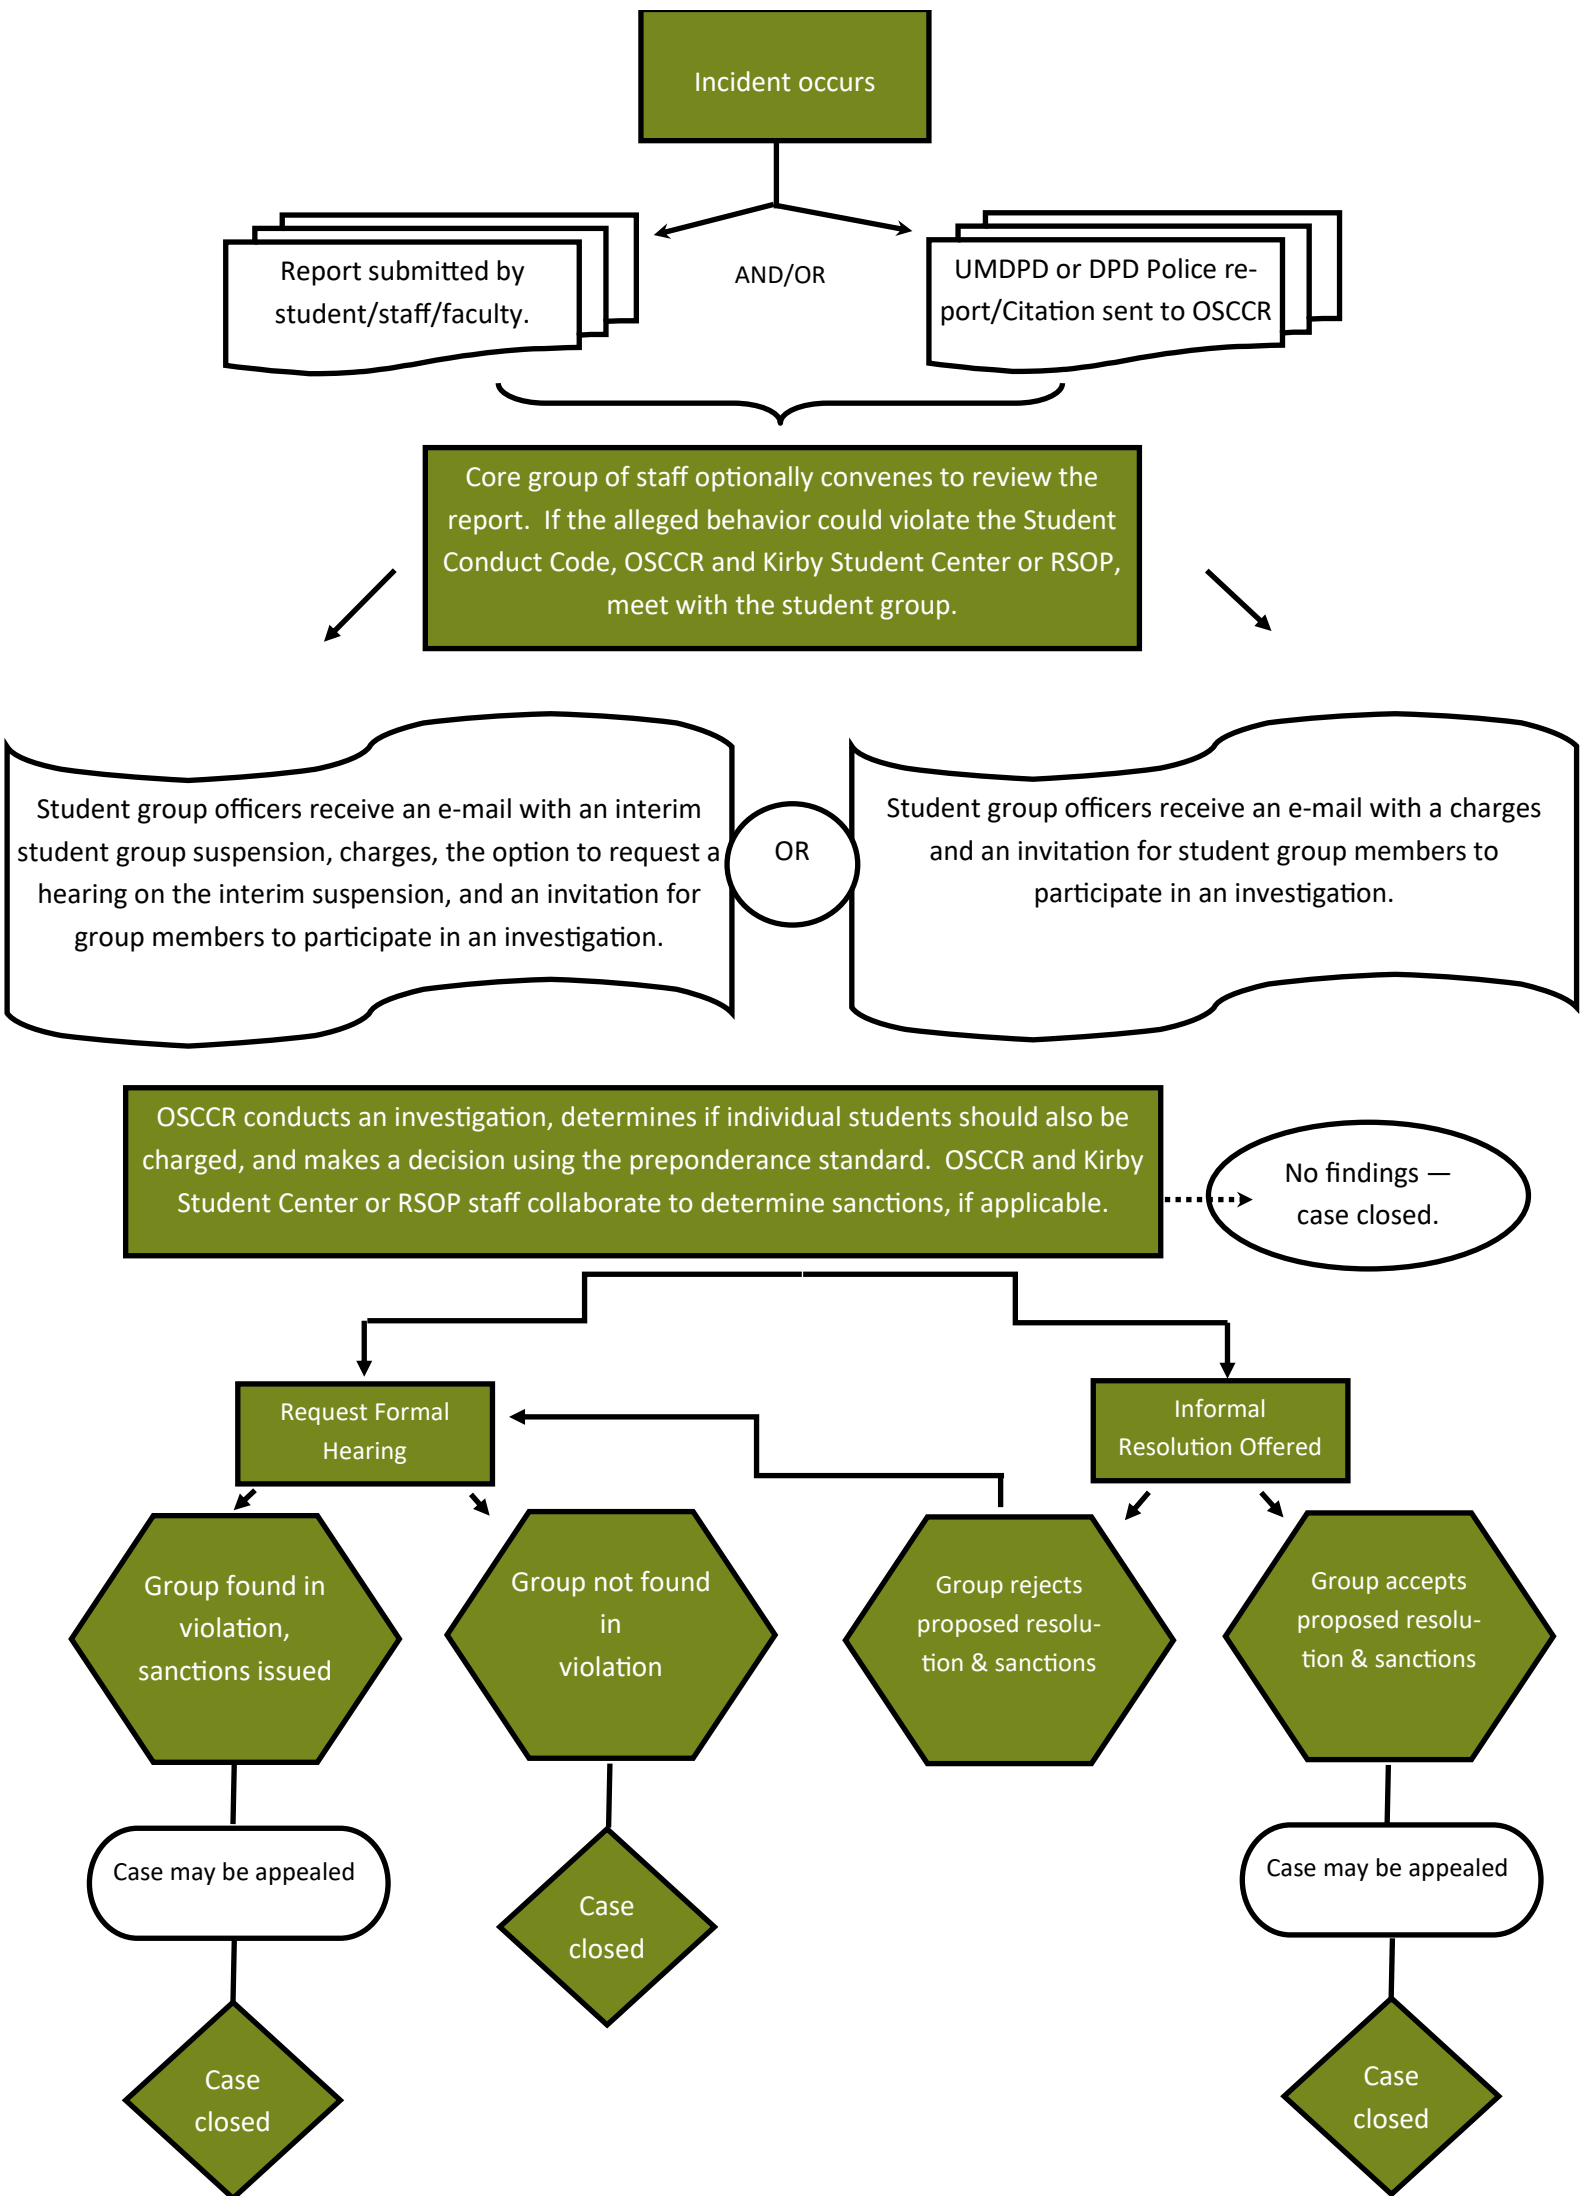 Incident occurs
Report submitted by
student/staff/faculty.
AND/OR
UMDPD or DPD Police re-
port/Citation sent to OSCCR
Core group of staff optionally convenes to review the
report.  If the alleged behavior could violate the Student
Conduct Code, OSCCR and Kirby Student Center or RSOP,
meet with the student group.
Student group officers receive an e-mail with an interim
student group suspension, charges, the option to request a
hearing on the interim suspension, and an invitation for
group members to participate in an investigation.
OR
Student group officers receive an e-mail with a charges
and an invitation for student group members to
participate in an investigation.
OSCCR conducts an investigation, determines if individual students should also be
charged, and makes a decision using the preponderance standard.  OSCCR and Kirby
Student Center or RSOP staff collaborate to determine sanctions, if applicable.
No findings —
case closed.
Request Formal
Hearing
Informal
Resolution Offered
Group found in
violation,
sanctions issued
Group not found
in
violation
Group rejects
proposed resolu-
tion & sanctions
Group accepts
proposed resolu-
tion & sanctions
Case may be appealed
Case
closed
Case may be appealed
Case
closed
Case
closed